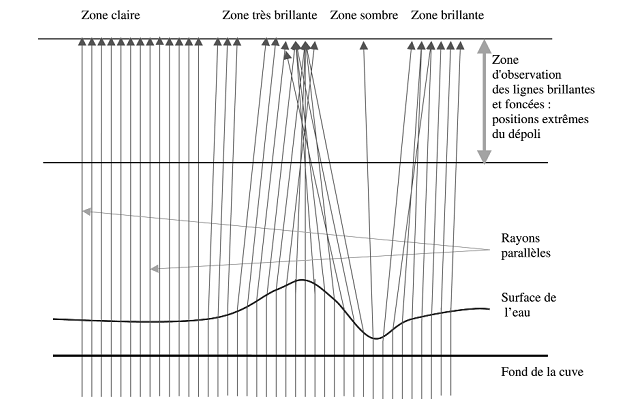 Zone claire
Zone très brillante
Zone sombre
Zone brillante
Zone
d'observation
des lignes brillantes
et foncées :
positions extrêmes
du dépoli
Rayons
parallèles
Surface de
l'eau
Fond de la cuve